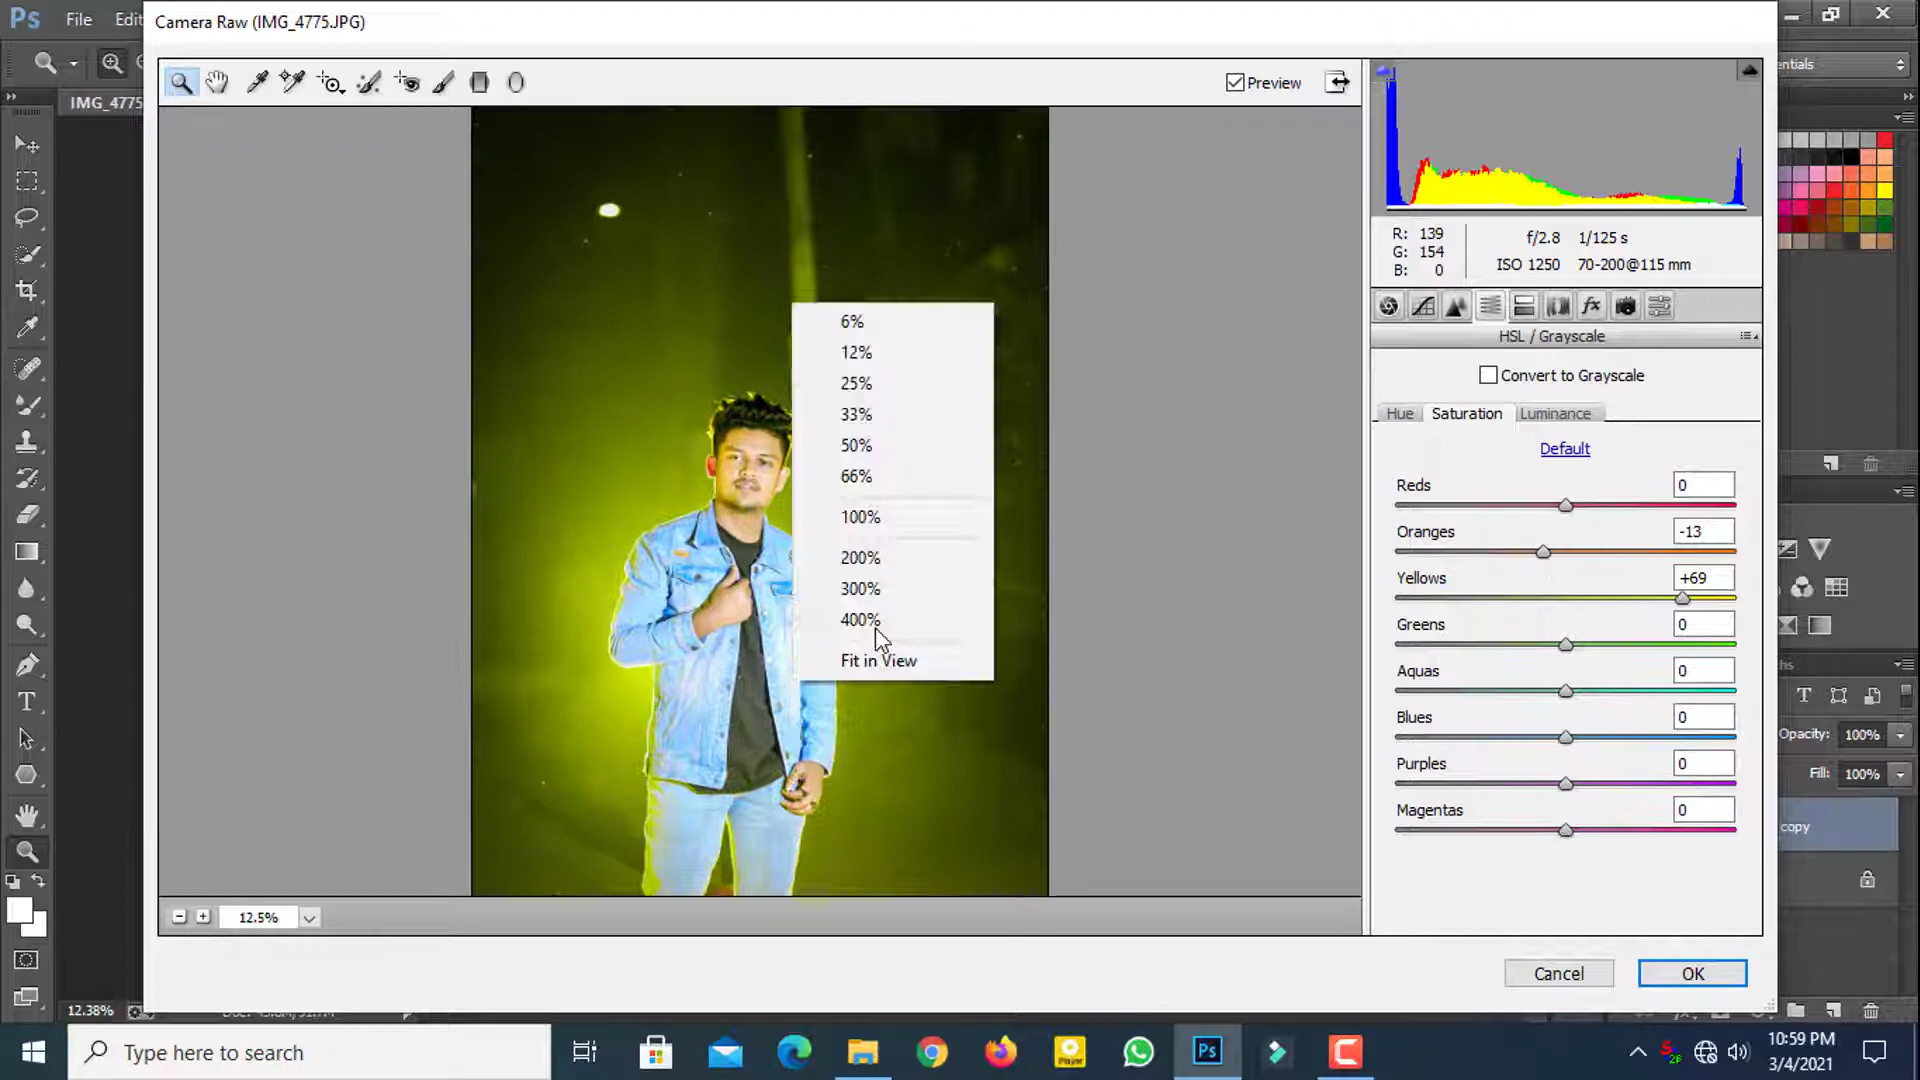 Ps File Edi
Camera Raw (IMG_4775.JPG)
entials
IMG_4775
Preview
R: 139
G: 154
B: 0
f/2.8 1/125 s
ISO 1250 70-200@115 mm
HSL / Grayscale
Convert to Grayscale
Hue Saturation Luminance
Default
Reds 0
Oranges -13
Yellows +69
Greens 0
Aquas 0
Blues 0
Purples 0
Magentas 0
6%
12%
25%
33%
50%
66%
100%
200%
300%
400%
Fit in View
12.5%
Cancel OK
Opacity: 100%
Fill: 100%
copy
12.38%
Type here to search
Player
Ps
10:59 PM
3/4/2021